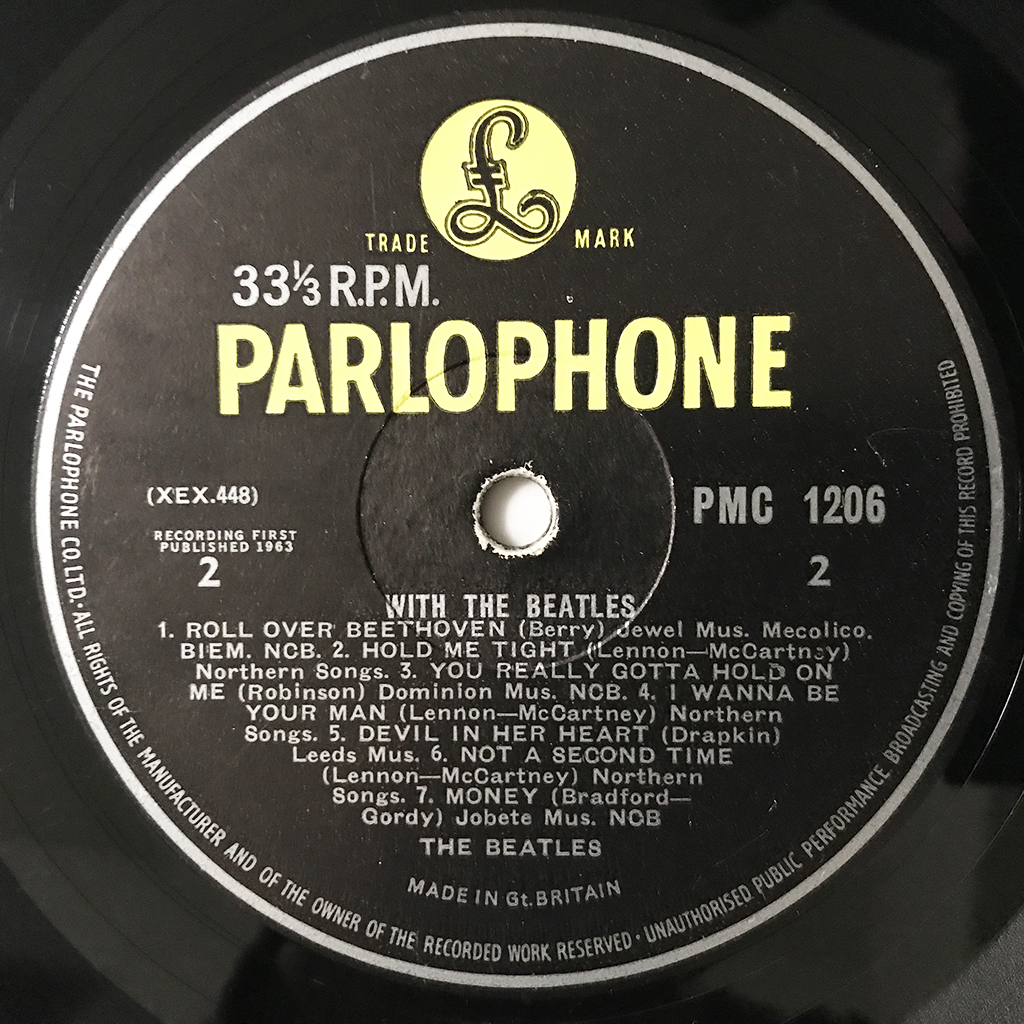 £
TRADE MARK
33⅓ R.P.M.
PARLOPHONE
(XEX.448)
PMC 1206
RECORDING FIRST
PUBLISHED 1963
2
2
WITH THE BEATLES
1. ROLL OVER BEETHOVEN (Berry) Jewel Mus. Mecolico.
BIEM. NCB. 2. HOLD ME TIGHT (Lennon—McCartney)
Northern Songs. 3. YOU REALLY GOTTA HOLD ON
ME (Robinson) Dominion Mus. NCB. 4. I WANNA BE
YOUR MAN (Lennon—McCartney) Northern
Songs. 5. DEVIL IN HER HEART (Drapkin)
Leeds Mus. 6. NOT A SECOND TIME
(Lennon—McCartney) Northern
Songs. 7. MONEY (Bradford—
Gordy) Jobete Mus. NCB
THE BEATLES
MADE IN Gt. BRITAIN
THE PARLOPHONE CO. LTD. · ALL RIGHTS OF THE MANUFACTURER AND OF THE OWNER OF THE RECORDED WORK RESERVED · UNAUTHORISED PUBLIC PERFORMANCE BROADCASTING AND COPYING OF THIS RECORD PROHIBITED